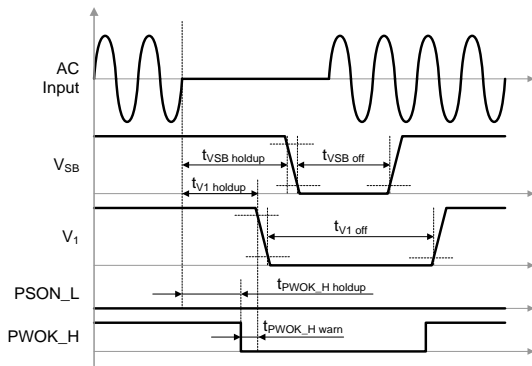 AC
Input
VSB
tVSB holdup
tVSB off
tV1 holdup
V1
tV1 off
PSON_L
tPWOK_H holdup
PWOK_H
tPWOK_H warn